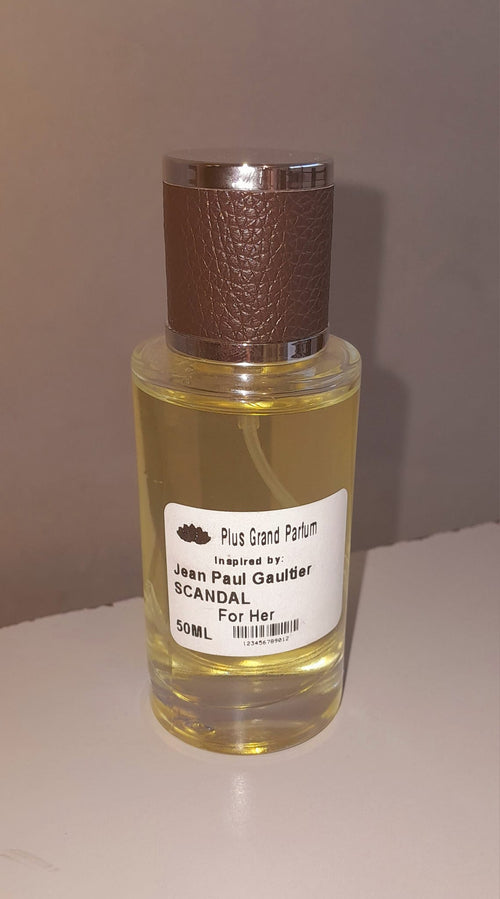 Plus Grand Parfum
Inspired by:
Jean Paul Gaultier
SCANDAL
For Her
50ML
123456789012